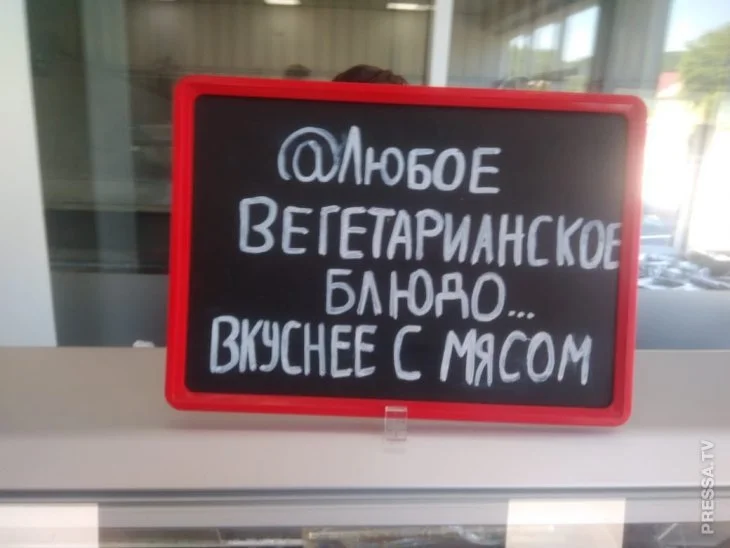 @ЛЮБОЕ
ВЕГЕТАРИАНСКОЕ
БЛЮДО...
ВКУСНЕЕ С МЯСОМ
PRESSA.TV